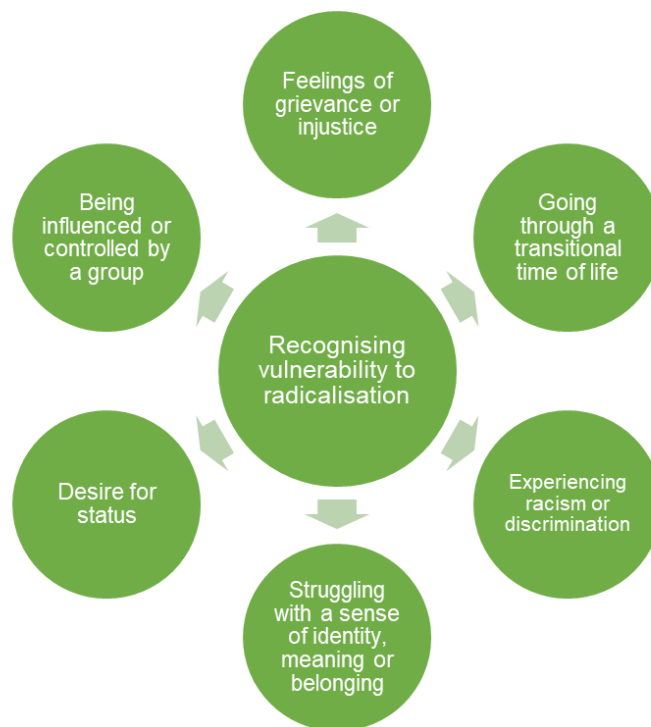 Feelings of
grievance or
injustice
Going
through a
transitional
time of life
Experiencing
racism or
discrimination
Struggling
with a sense
of identity,
meaning or
belonging
Desire for
status
Being
influenced or
controlled by
a group
Recognising
vulnerability to
radicalisation